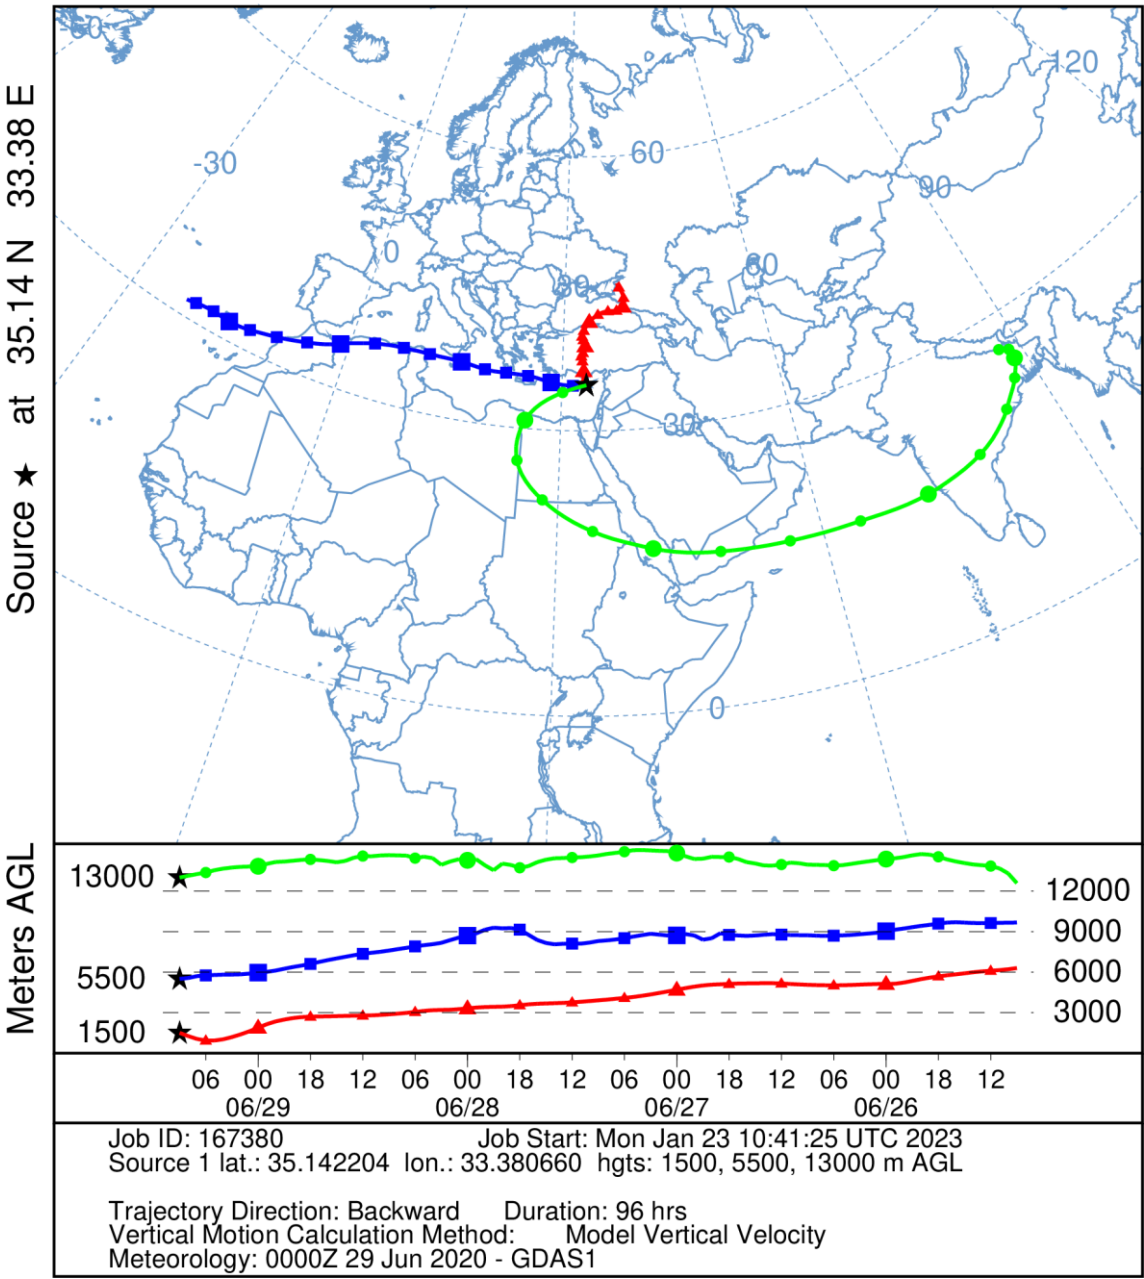 Source ★ at 35.14 N 33.38 E
60
120
-30
60
90
0
60
30
30
0
Meters AGL
13000
12000
9000
5500
6000
1500
3000
06 00 18 12 06 00 18 12 06 00 18 12 06 00 18 12
06/29 06/28 06/27 06/26
Job ID: 167380 Job Start: Mon Jan 23 10:41:25 UTC 2023
Source 1 lat.: 35.142204 lon.: 33.380660 hgts: 1500, 5500, 13000 m AGL
Trajectory Direction: Backward Duration: 96 hrs
Vertical Motion Calculation Method: Model Vertical Velocity
Meteorology: 0000Z 29 Jun 2020 - GDAS1